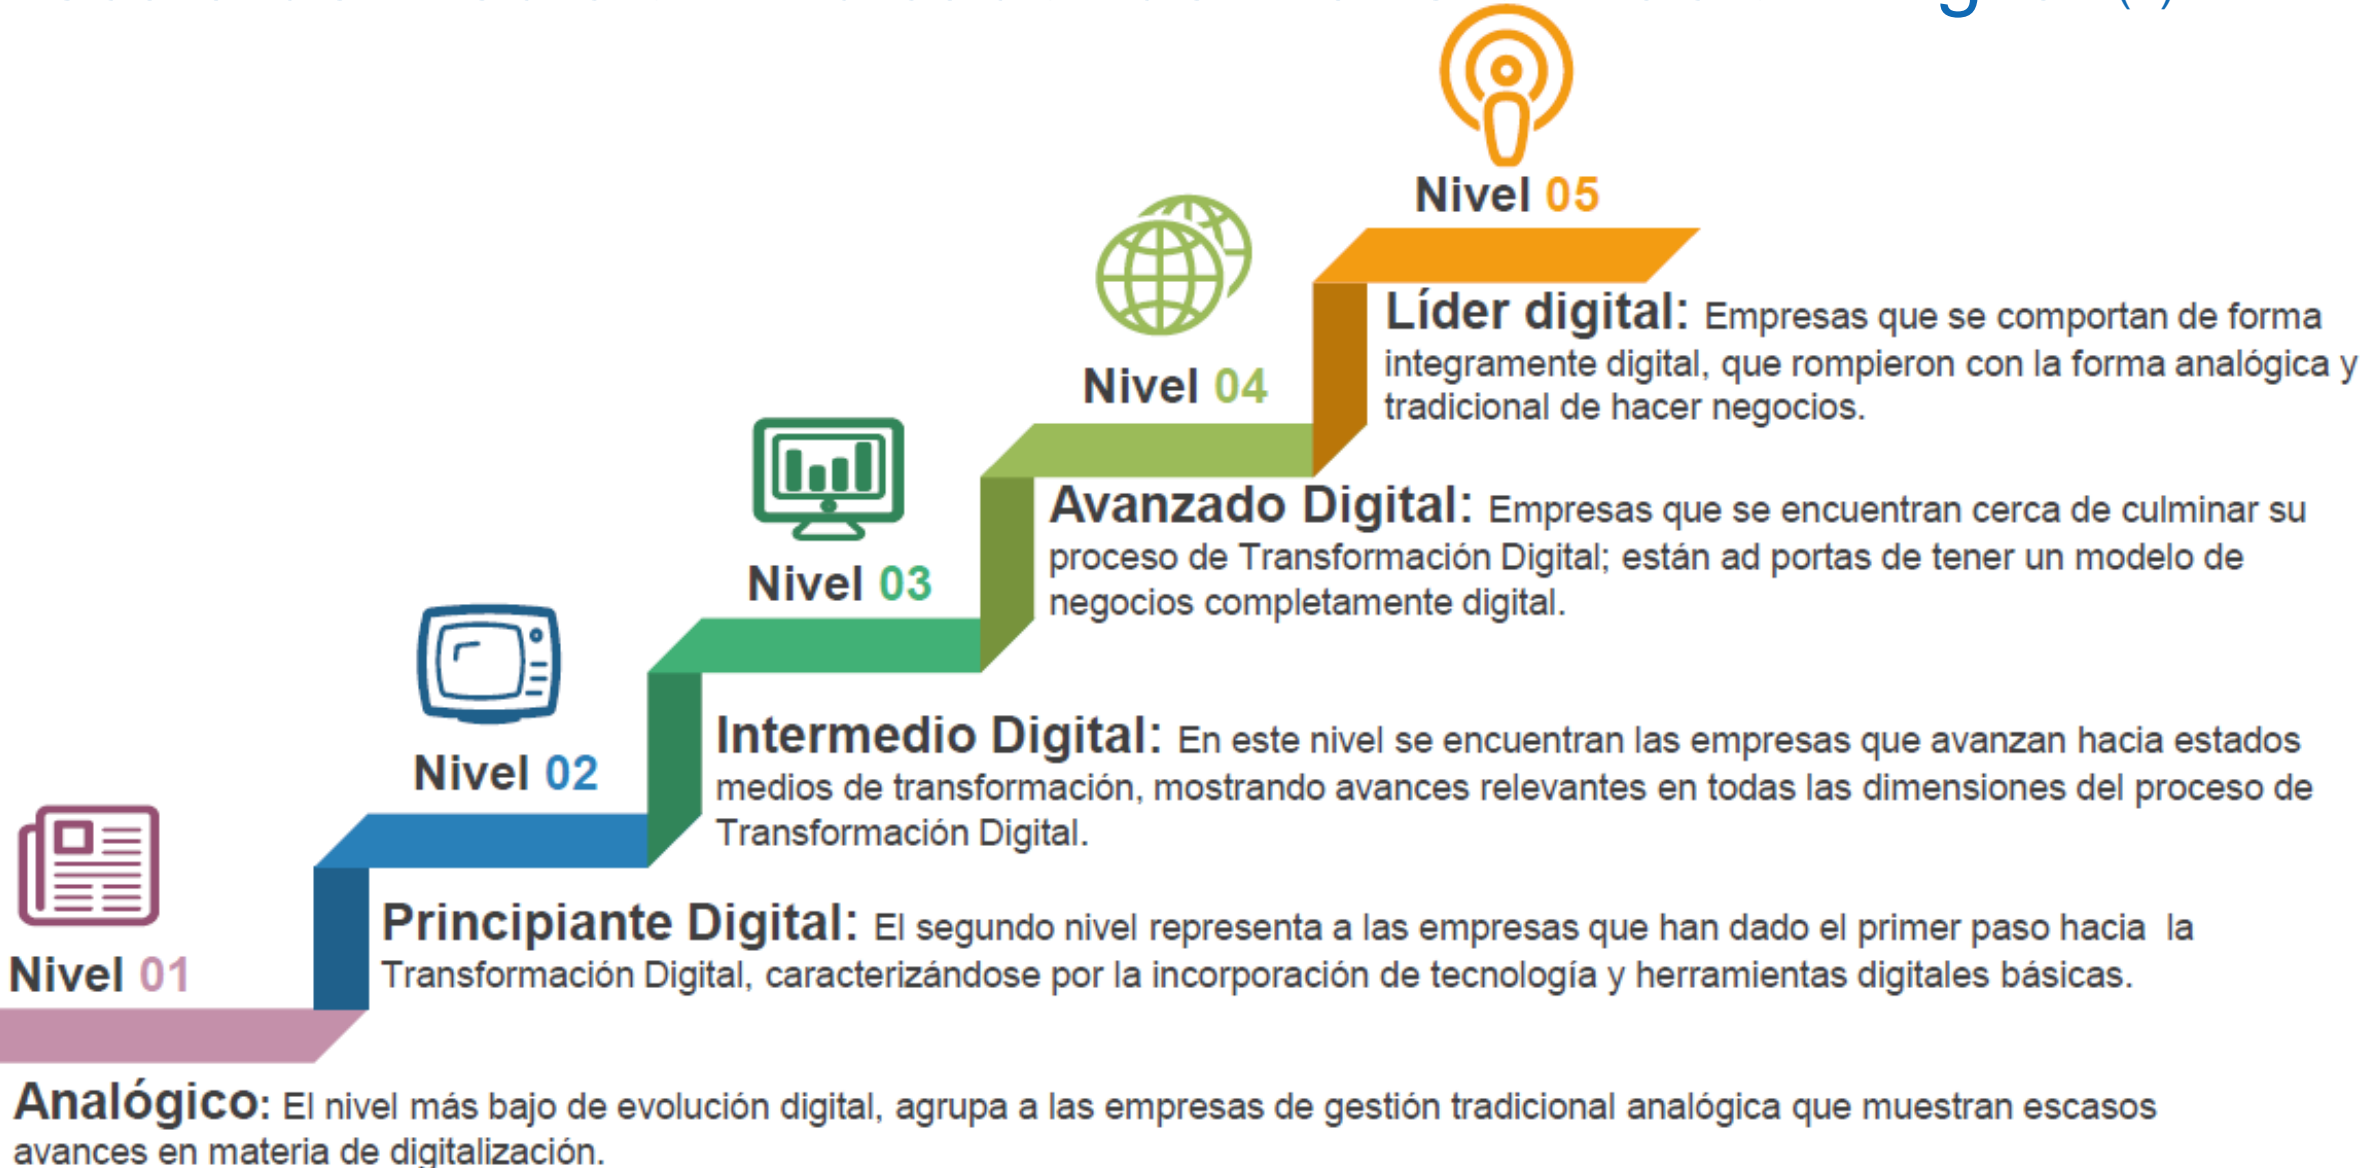 Nivel 05
Líder digital: Empresas que se comportan de forma
integramente digital, que rompieron con la forma analógica y
tradicional de hacer negocios.
Nivel 04
Avanzado Digital: Empresas que se encuentran cerca de culminar su
proceso de Transformación Digital; están ad portas de tener un modelo de
negocios completamente digital.
Nivel 03
Intermedio Digital: En este nivel se encuentran las empresas que avanzan hacia estados
medios de transformación, mostrando avances relevantes en todas las dimensiones del proceso de
Transformación Digital.
Nivel 02
Principiante Digital: El segundo nivel representa a las empresas que han dado el primer paso hacia la
Transformación Digital, caracterizándose por la incorporación de tecnología y herramientas digitales básicas.
Nivel 01
Analógico: El nivel más bajo de evolución digital, agrupa a las empresas de gestión tradicional analógica que muestran escasos
avances en materia de digitalización.